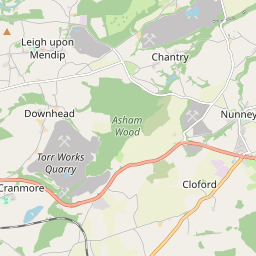 Leigh upon
Mendip
Chantry
Downhead
Asham
Wood
Nunney
Torr Works
Quarry
Cranmore
Cloford